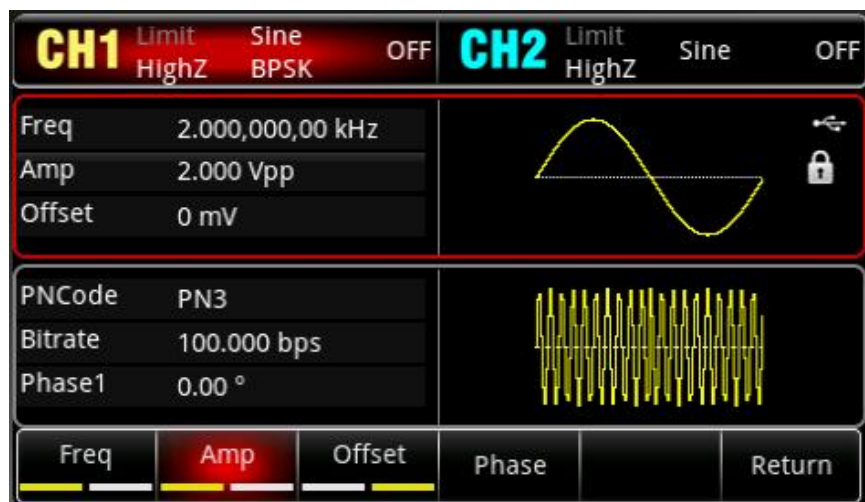 CH1 Limit Sine OFF CH2 Limit Sine OFF
HighZ BPSK HighZ
Freq 2.000,000,00 kHz
Amp 2.000 Vpp
Offset 0 mV
PNCode PN3
Bitrate 100.000 bps
Phase1 0.00 °
Freq Amp Offset Phase Return